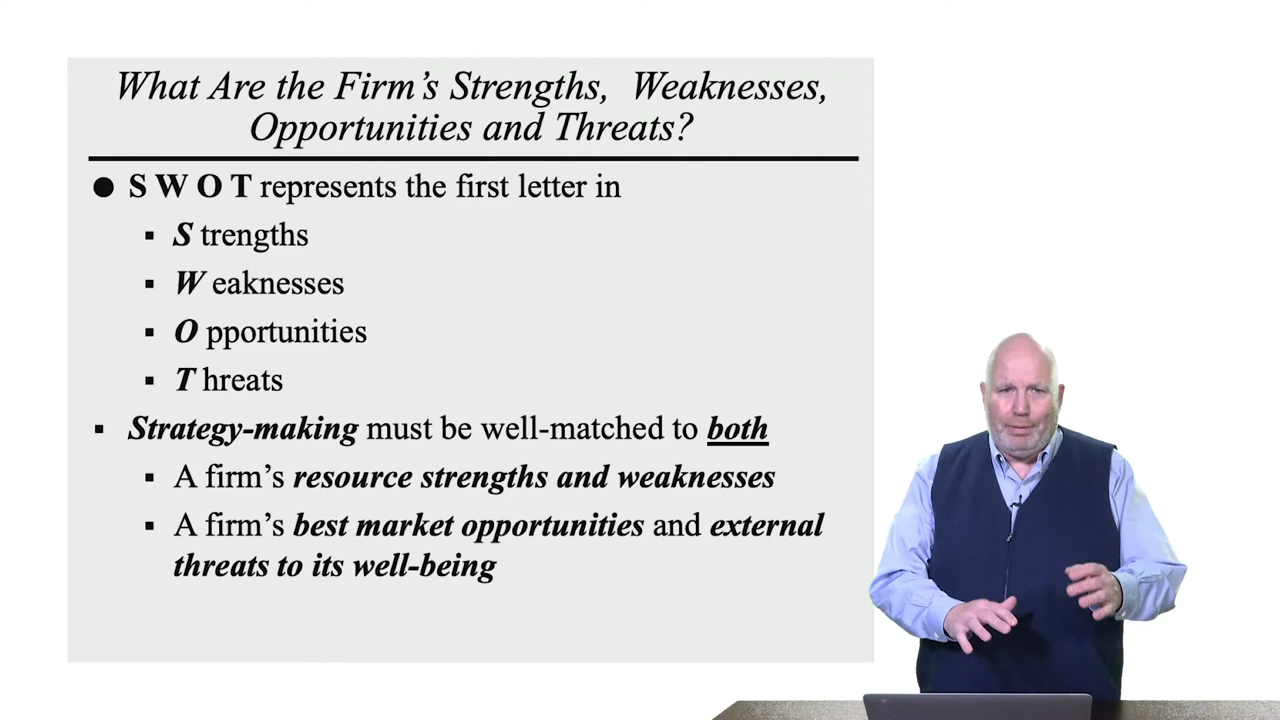 What Are the Firm's Strengths, Weaknesses,
Opportunities and Threats?
● S W O T represents the first letter in
▪ S trengths
▪ W eaknesses
▪ O pportunities
▪ T hreats
▪ Strategy-making must be well-matched to both
▪ A firm's resource strengths and weaknesses
▪ A firm's best market opportunities and external
threats to its well-being